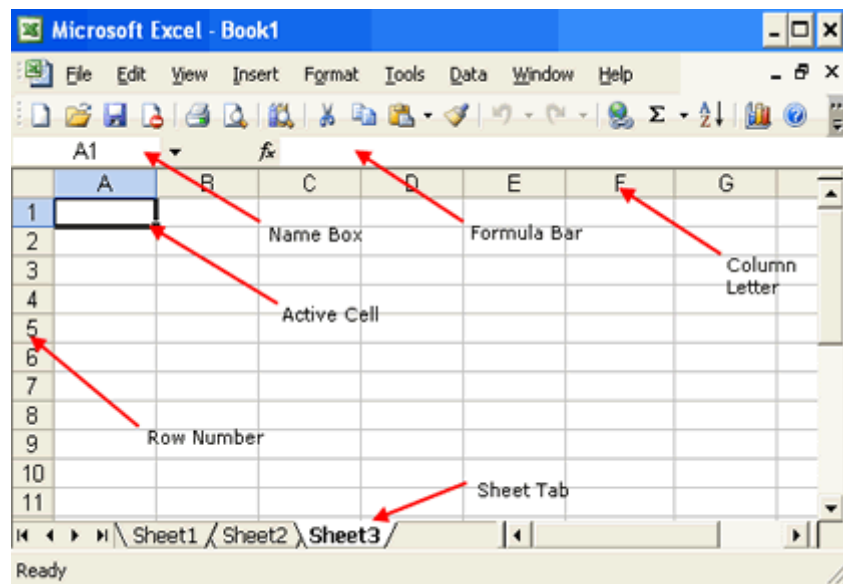 Microsoft Excel - Book1
File Edit View Insert Format Tools Data Window Help
A1 fx
A B C D E F G
1
2 Name Box Formula Bar
3 Column
4 Letter
Active Cell
5
6
7
8
9 Row Number
10
11 Sheet Tab
Sheet1 Sheet2 Sheet3
Ready